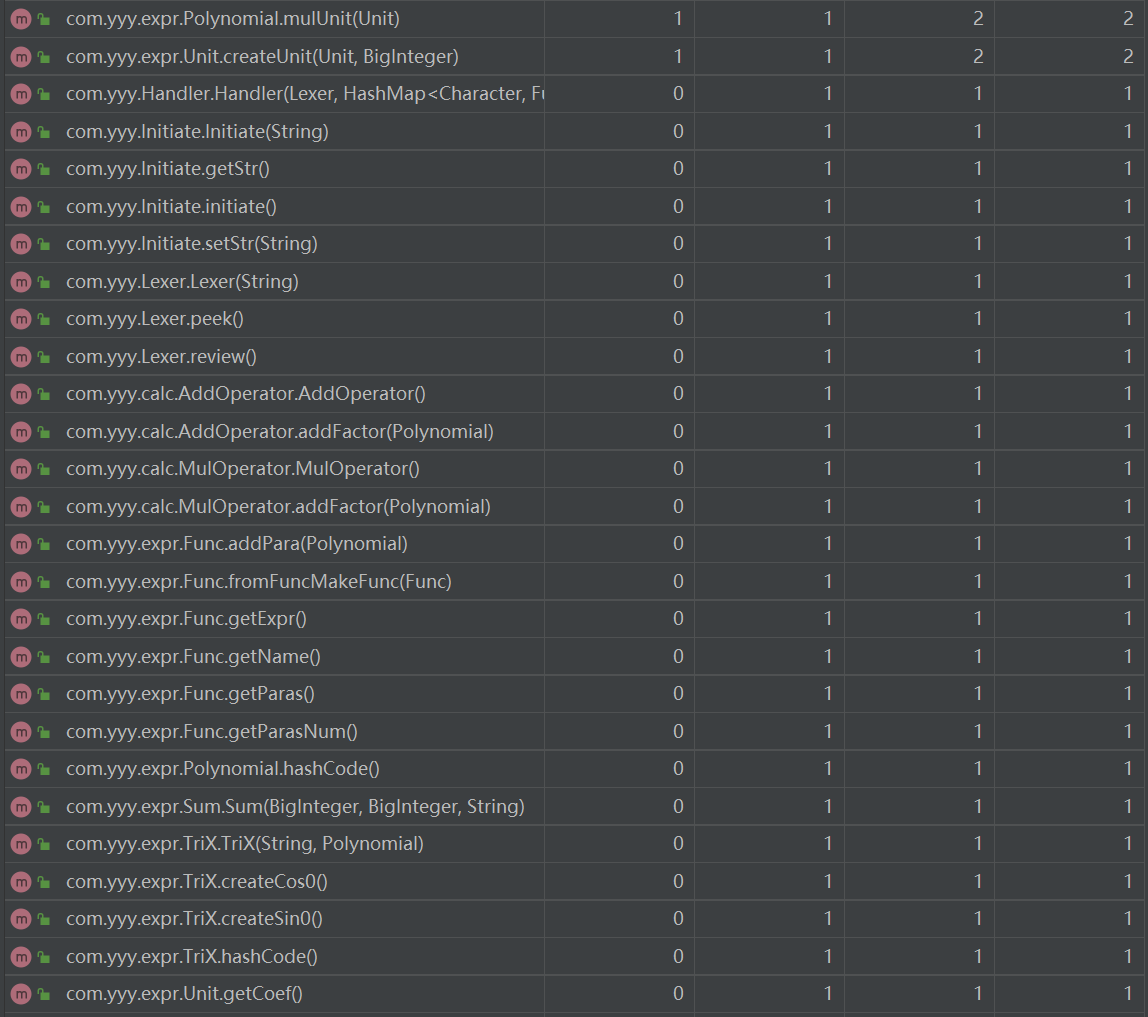 m com.yyy.expr.Polynomial.mulUnit(Unit) 1 1 2 2
m com.yyy.expr.Unit.createUnit(Unit, BigInteger) 1 1 2 2
m com.yyy.Handler.Handler(Lexer, HashMap<Character, Fu 0 1 1 1
m com.yyy.Initiate.Initiate(String) 0 1 1 1
m com.yyy.Initiate.getStr() 0 1 1 1
m com.yyy.Initiate.initiate() 0 1 1 1
m com.yyy.Initiate.setStr(String) 0 1 1 1
m com.yyy.Lexer.Lexer(String) 0 1 1 1
m com.yyy.Lexer.peek() 0 1 1 1
m com.yyy.Lexer.review() 0 1 1 1
m com.yyy.calc.AddOperator.AddOperator() 0 1 1 1
m com.yyy.calc.AddOperator.addFactor(Polynomial) 0 1 1 1
m com.yyy.calc.MulOperator.MulOperator() 0 1 1 1
m com.yyy.calc.MulOperator.addFactor(Polynomial) 0 1 1 1
m com.yyy.expr.Func.addPara(Polynomial) 0 1 1 1
m com.yyy.expr.Func.fromFuncMakeFunc(Func) 0 1 1 1
m com.yyy.expr.Func.getExpr() 0 1 1 1
m com.yyy.expr.Func.getName() 0 1 1 1
m com.yyy.expr.Func.getParas() 0 1 1 1
m com.yyy.expr.Func.getParasNum() 0 1 1 1
m com.yyy.expr.Polynomial.hashCode() 0 1 1 1
m com.yyy.expr.Sum.Sum(BigInteger, BigInteger, String) 0 1 1 1
m com.yyy.expr.TriX.TriX(String, Polynomial) 0 1 1 1
m com.yyy.expr.TriX.createCos0() 0 1 1 1
m com.yyy.expr.TriX.createSin0() 0 1 1 1
m com.yyy.expr.TriX.hashCode() 0 1 1 1
m com.yyy.expr.Unit.getCoef() 0 1 1 1